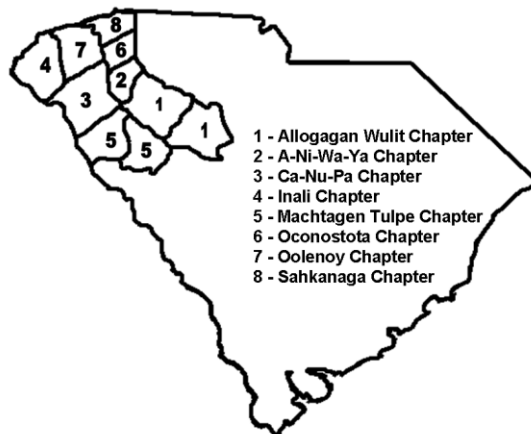 8
7
6
4
2
3
1
1
5
5
1 - Allogagan Wulit Chapter
2 - A-Ni-Wa-Ya Chapter
3 - Ca-Nu-Pa Chapter
4 - Inali Chapter
5 - Machtagen Tulpe Chapter
6 - Oconostota Chapter
7 - Oolenoy Chapter
8 - Sahkanaga Chapter